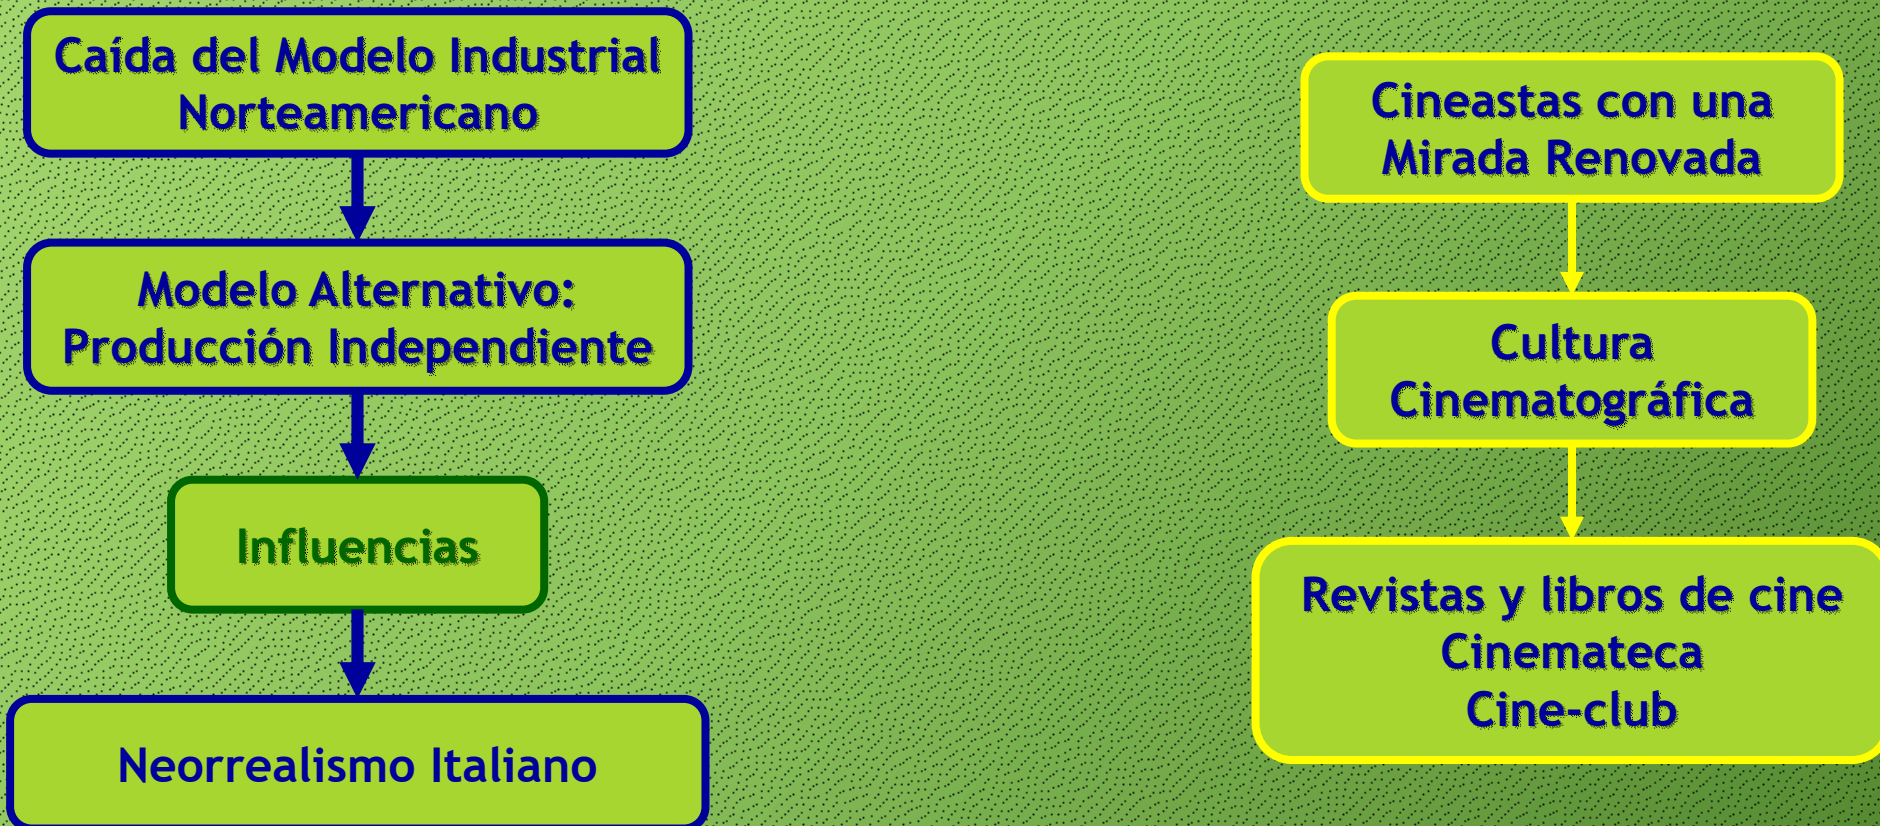 Caída del Modelo Industrial
Norteamericano
Modelo Alternativo:
Producción Independiente
Influencias
Neorrealismo Italiano
Cineastas con una
Mirada Renovada
Cultura
Cinematográfica
Revistas y libros de cine
Cinemateca
Cine-club